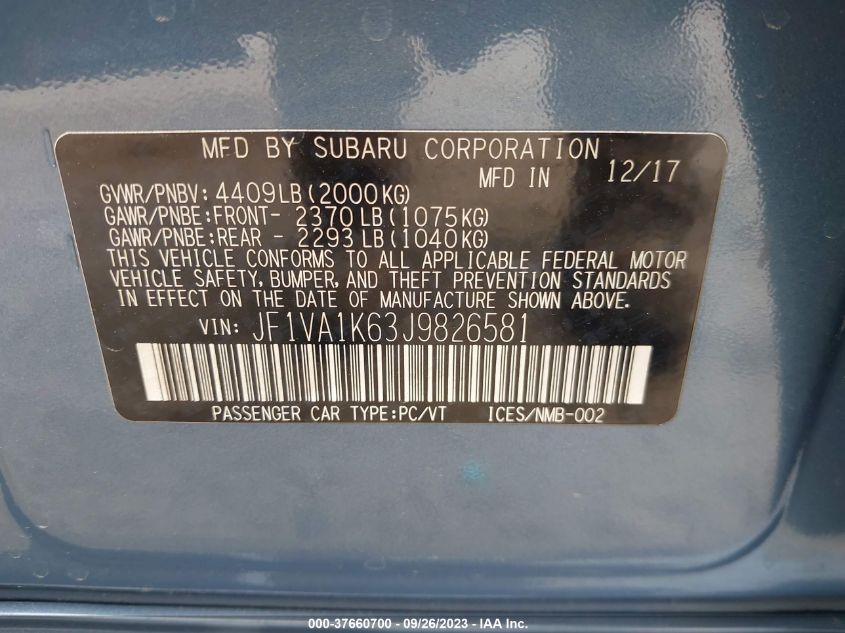 MFD BY SUBARU CORPORATION
MFD IN 12/17
GVWR/PNBV: 4409LB(2000KG)
GAWR/PNBE:FRONT- 2370LB(1075KG)
GAWR/PNBE:REAR - 2293LB(1040KG)
THIS VEHICLE CONFORMS TO ALL APPLICABLE FEDERAL MOTOR
VEHICLE SAFETY, BUMPER, AND THEFT PREVENTION STANDARDS
IN EFFECT ON THE DATE OF MANUFACTURE SHOWN ABOVE.
VIN: JF1VA1K63J9826581
PASSENGER CAR TYPE:PC/VT ICES/NMB-002
000-37660700 - 09/26/2023 - IAA Inc.